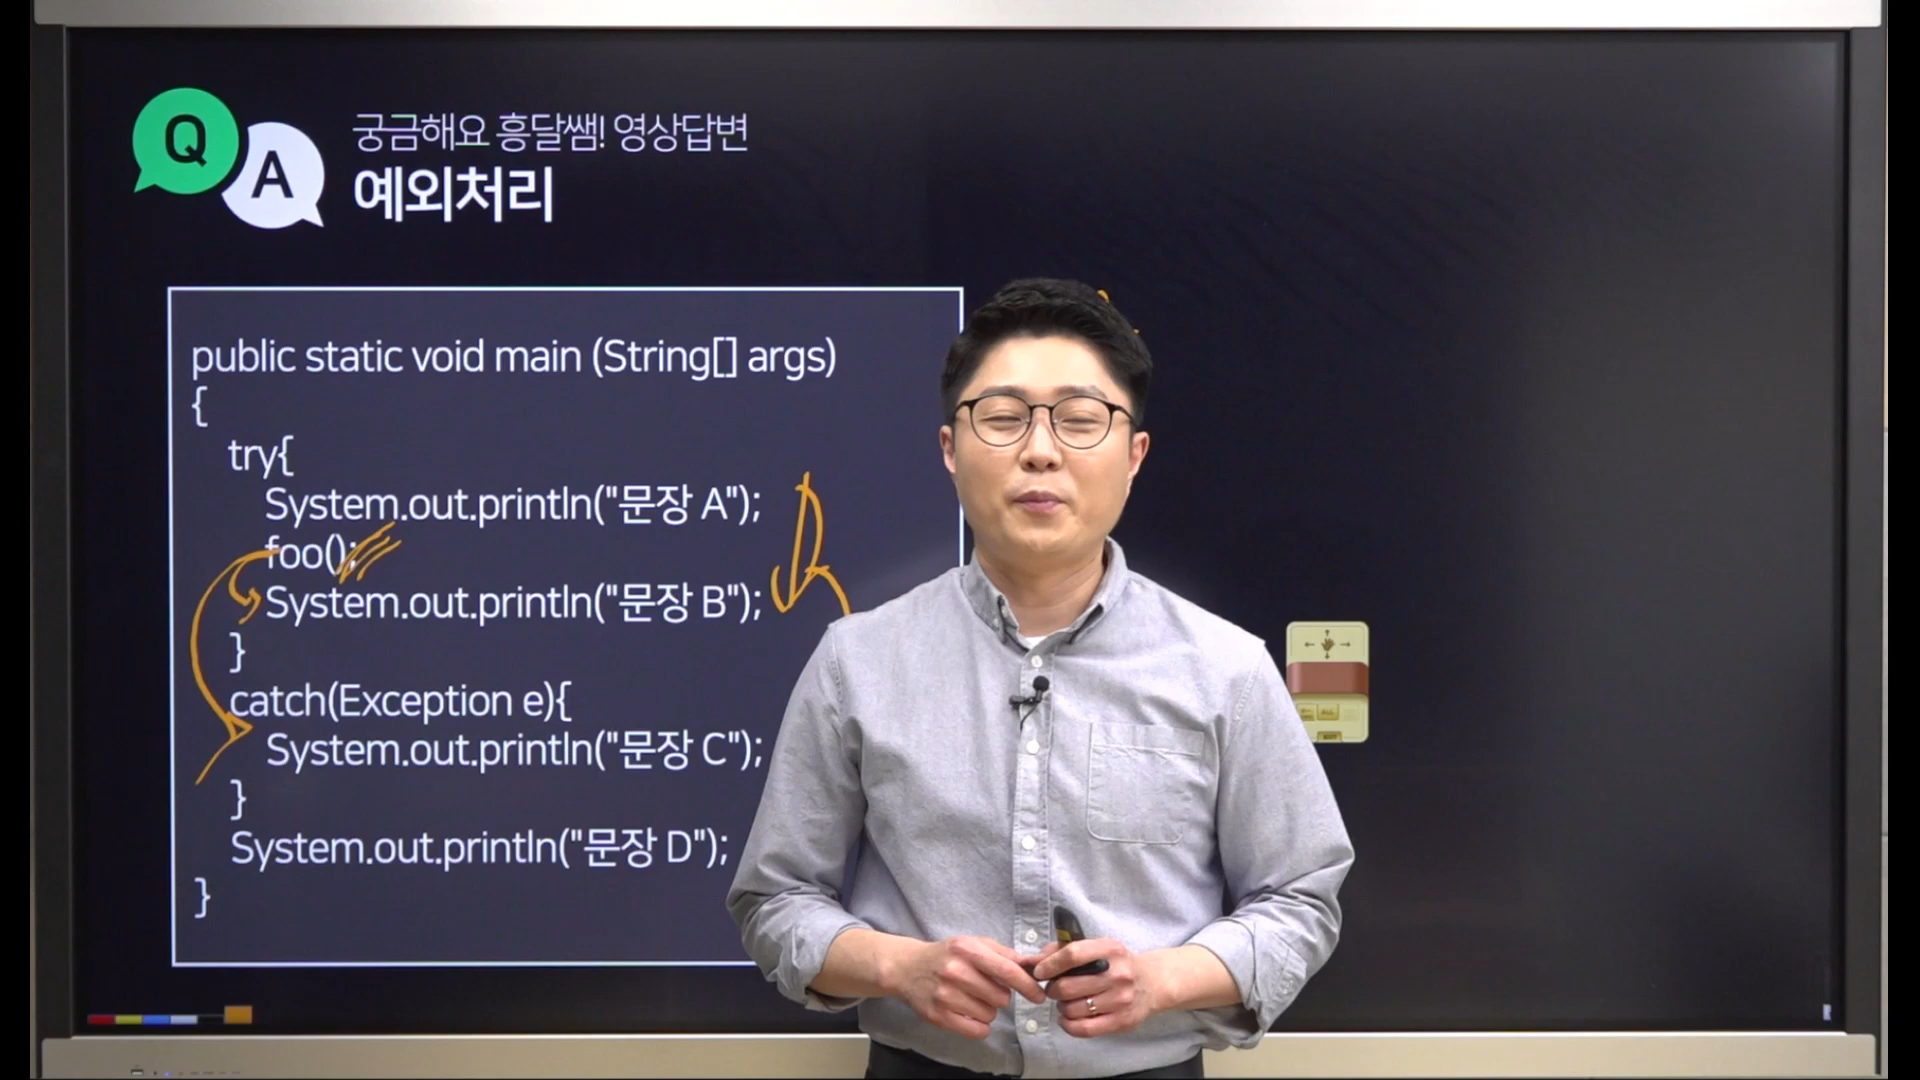 Q
A
궁금해요 흥달쌤! 영상답변
예외처리
public static void main (String[] args)
{
try{
System.out.println("문장 A");
foo();
System.out.println("문장 B");
}
catch(Exception e){
System.out.println("문장 C");
}
System.out.println("문장 D");
}